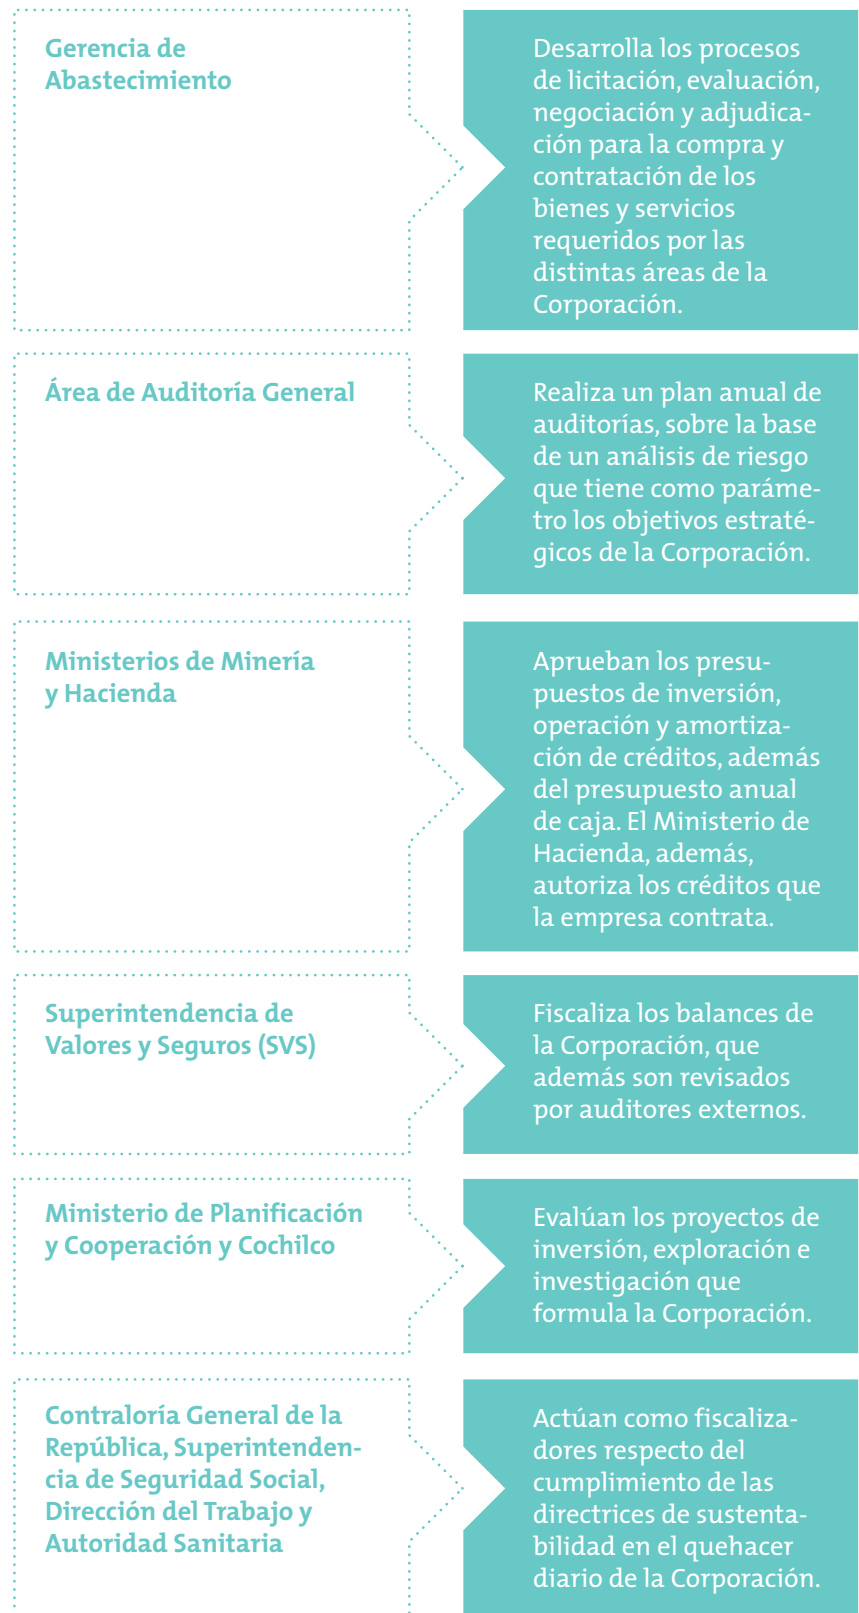 Gerencia de
Abastecimiento
Desarrolla los procesos
de licitación, evaluación,
negociación y adjudica-
ción para la compra y
contratación de los
bienes y servicios
requeridos por las
distintas áreas de la
Corporación.
Área de Auditoría General
Realiza un plan anual de
auditorías, sobre la base
de un análisis de riesgo
que tiene como paráme-
tro los objetivos estraté-
gicos de la Corporación.
Ministerios de Minería
y Hacienda
Aprueban los presu-
puestos de inversión,
operación y amortiza-
ción de créditos, además
del presupuesto anual
de caja. El Ministerio de
Hacienda, además,
autoriza los créditos que
la empresa contrata.
Superintendencia de
Valores y Seguros (SVS)
Fiscaliza los balances de
la Corporación, que
además son revisados
por auditores externos.
Ministerio de Planificación
y Cooperación y Cochilco
Evalúan los proyectos de
inversión, exploración e
investigación que
formula la Corporación.
Contraloría General de la
República, Superintenden-
cia de Seguridad Social,
Dirección del Trabajo y
Autoridad Sanitaria
Actúan como fiscaliza-
dores respecto del
cumplimiento de las
directrices de sustenta-
bilidad en el quehacer
diario de la Corporación.